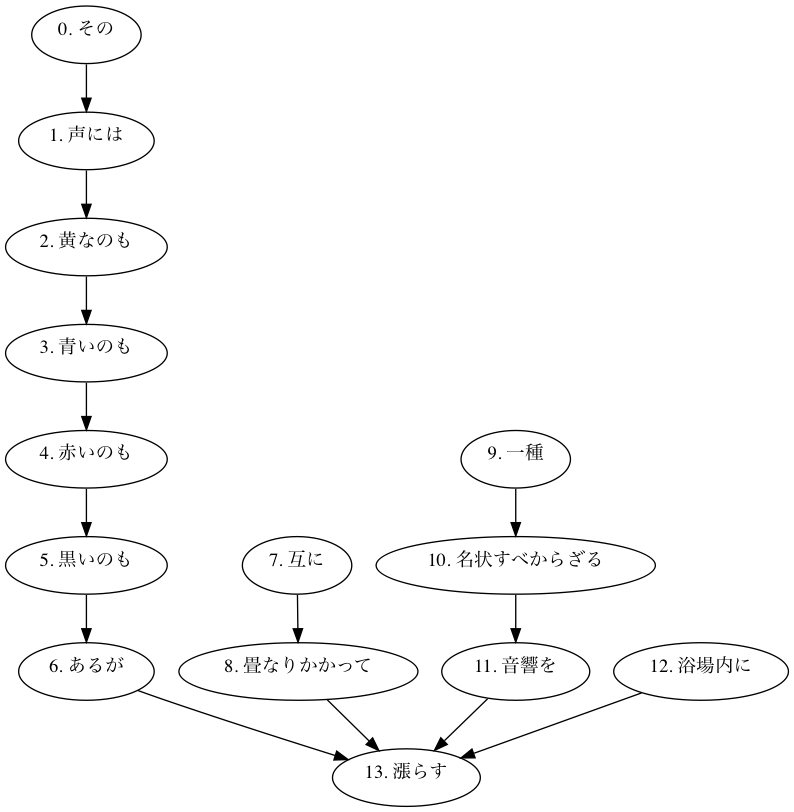 0. その
1. 声には
2. 黄なのも
3. 青いのも
4. 赤いのも
9. 一種
5. 黒いのも
7. 互に
10. 名状すべからざる
6. あるが
8. 畳なりかかって
11. 音響を
12. 浴場内に
13. 漲らす